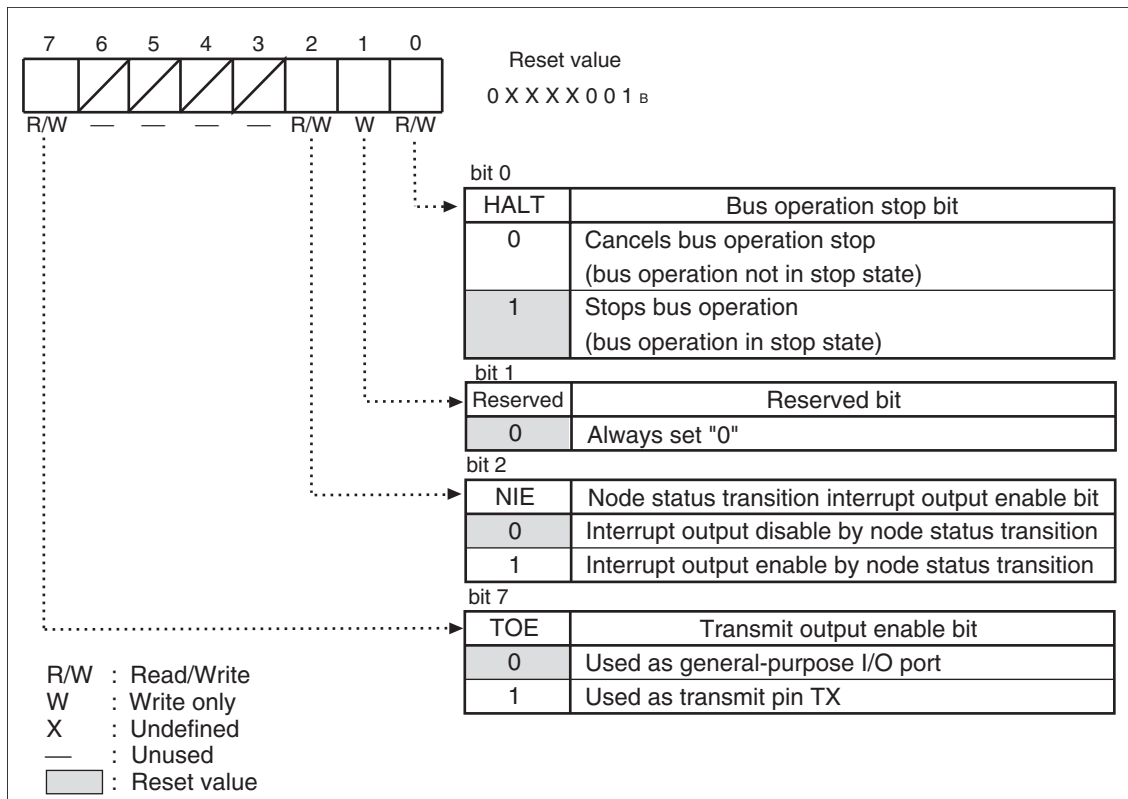 7 6 5 4 3 2 1 0
Reset value
0 X X X X 0 0 1 B
R/W — — — — R/W W R/W
bit 0
HALT Bus operation stop bit
0 Cancels bus operation stop
(bus operation not in stop state)
1 Stops bus operation
(bus operation in stop state)
bit 1
Reserved Reserved bit
0 Always set "0"
bit 2
NIE Node status transition interrupt output enable bit
0 Interrupt output disable by node status transition
1 Interrupt output enable by node status transition
bit 7
TOE Transmit output enable bit
0 Used as general-purpose I/O port
1 Used as transmit pin TX
R/W : Read/Write
W : Write only
X : Undefined
— : Unused
: Reset value